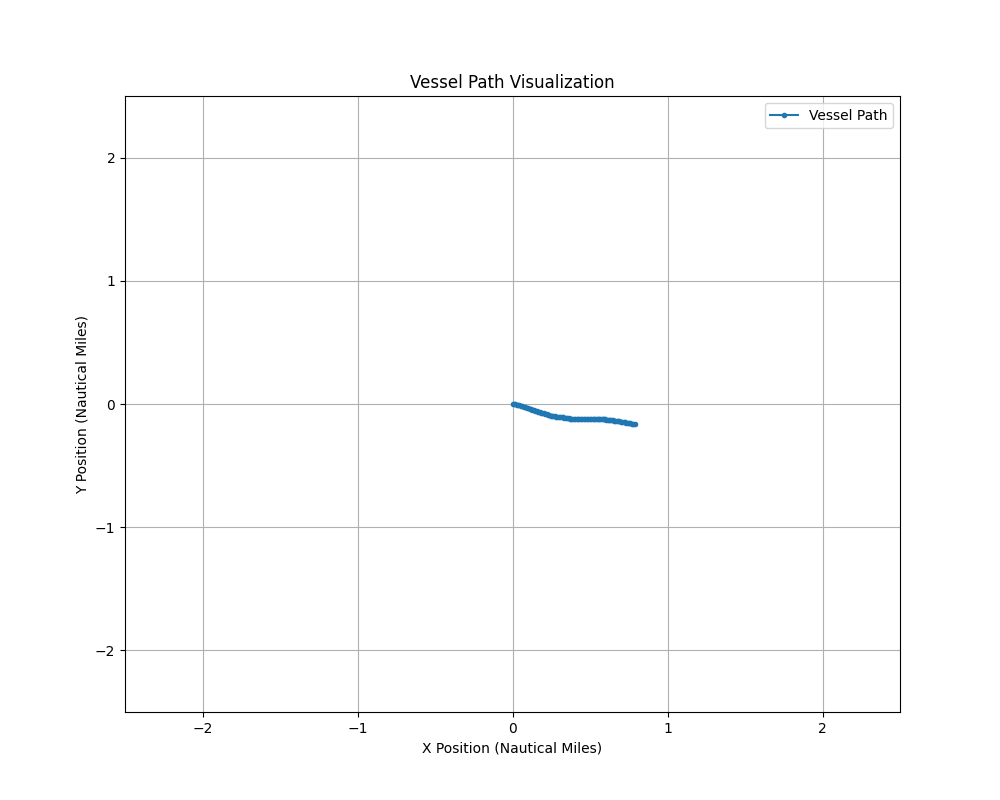 Vessel Path Visualization
Vessel Path
Y Position (Nautical Miles)
2
1
0
−1
−2
−2
−1
0
1
2
X Position (Nautical Miles)